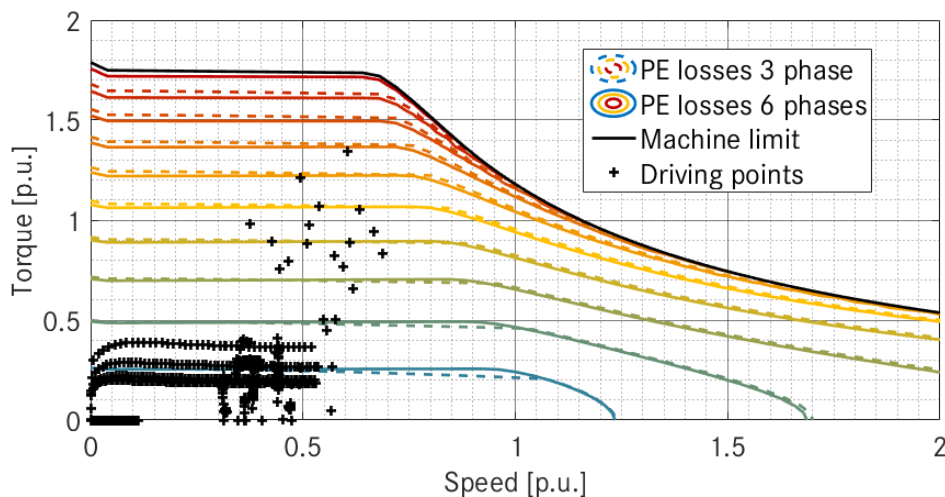 2
1.5
1
0.5
0
Torque [p.u.]
PE losses 3 phase
PE losses 6 phases
Machine limit
Driving points
0
0.5
1
1.5
2
Speed [p.u.]